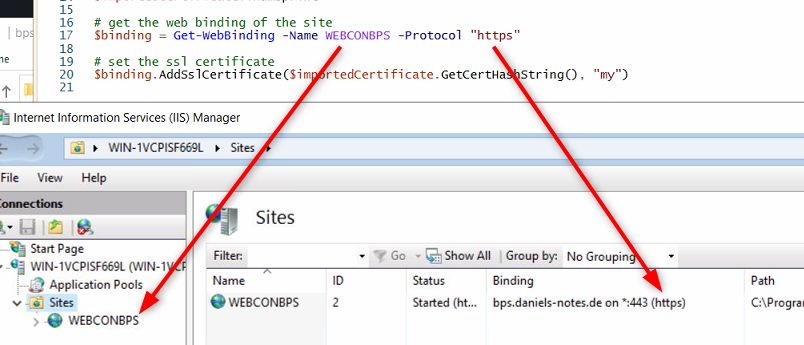 15
16 # get the web binding of the site
17 $binding = Get-WebBinding -Name WEBCONBPS -Protocol "https"
18
19 # set the ssl certificate
20 $binding.AddSslCertificate($importedCertificate.GetCertHashString(), "my")
21
bps
me
Internet Information Services (IIS) Manager
WIN-1VCPISF669L Sites
File View Help
Connections
Start Page
WIN-1VCPISF669L (WIN-1VCP
Application Pools
Sites
WEBCONBPS
Sites
Filter: Go Show All Group by: No Grouping
Name ID Status Binding Path
WEBCONBPS 2 Started (ht... bps.daniels-notes.de on *:443 (https) C:\Program